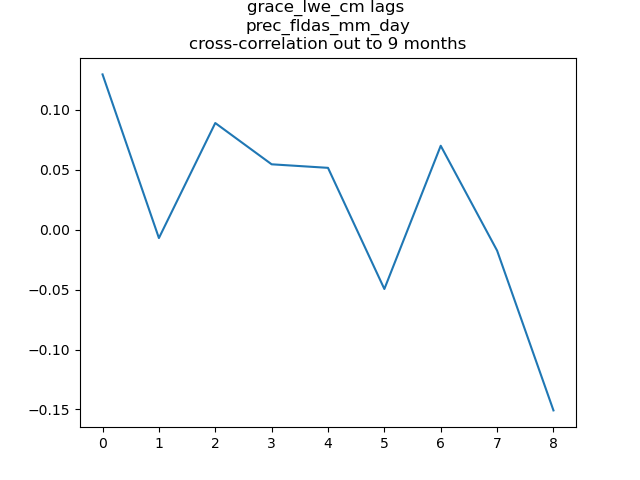 grace_lwe_cm lags
prec_fldas_mm_day
cross-correlation out to 9 months
0.10
0.05
0.00
−0.05
−0.10
−0.15
0 1 2 3 4 5 6 7 8